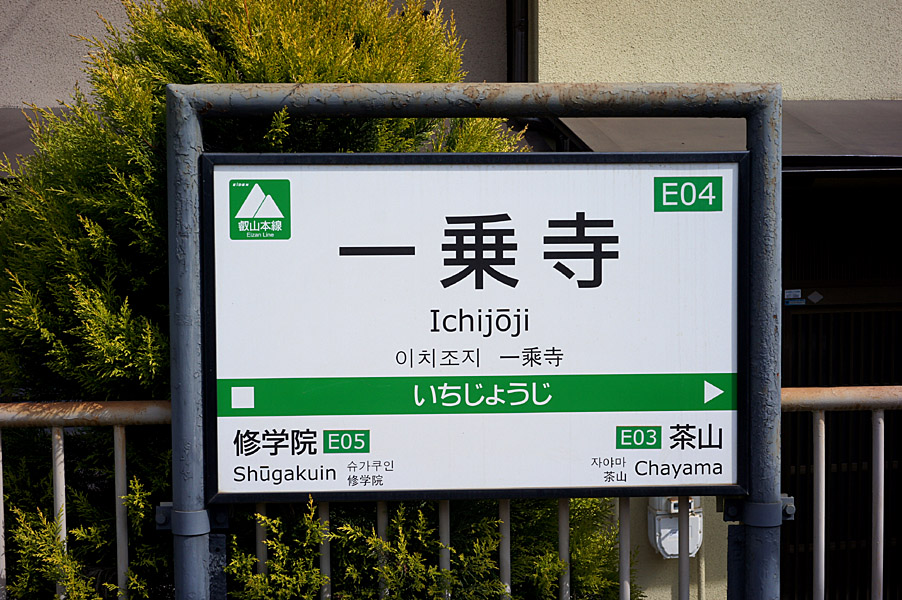 eizen
叡山本線
Eizan Line
E04
一乗寺
Ichijōji
이치조지 一乘寺
いちじょうじ
修学院 E05
Shūgakuin
슈가쿠인
修学院
E03 茶山
자야마
茶山
Chayama